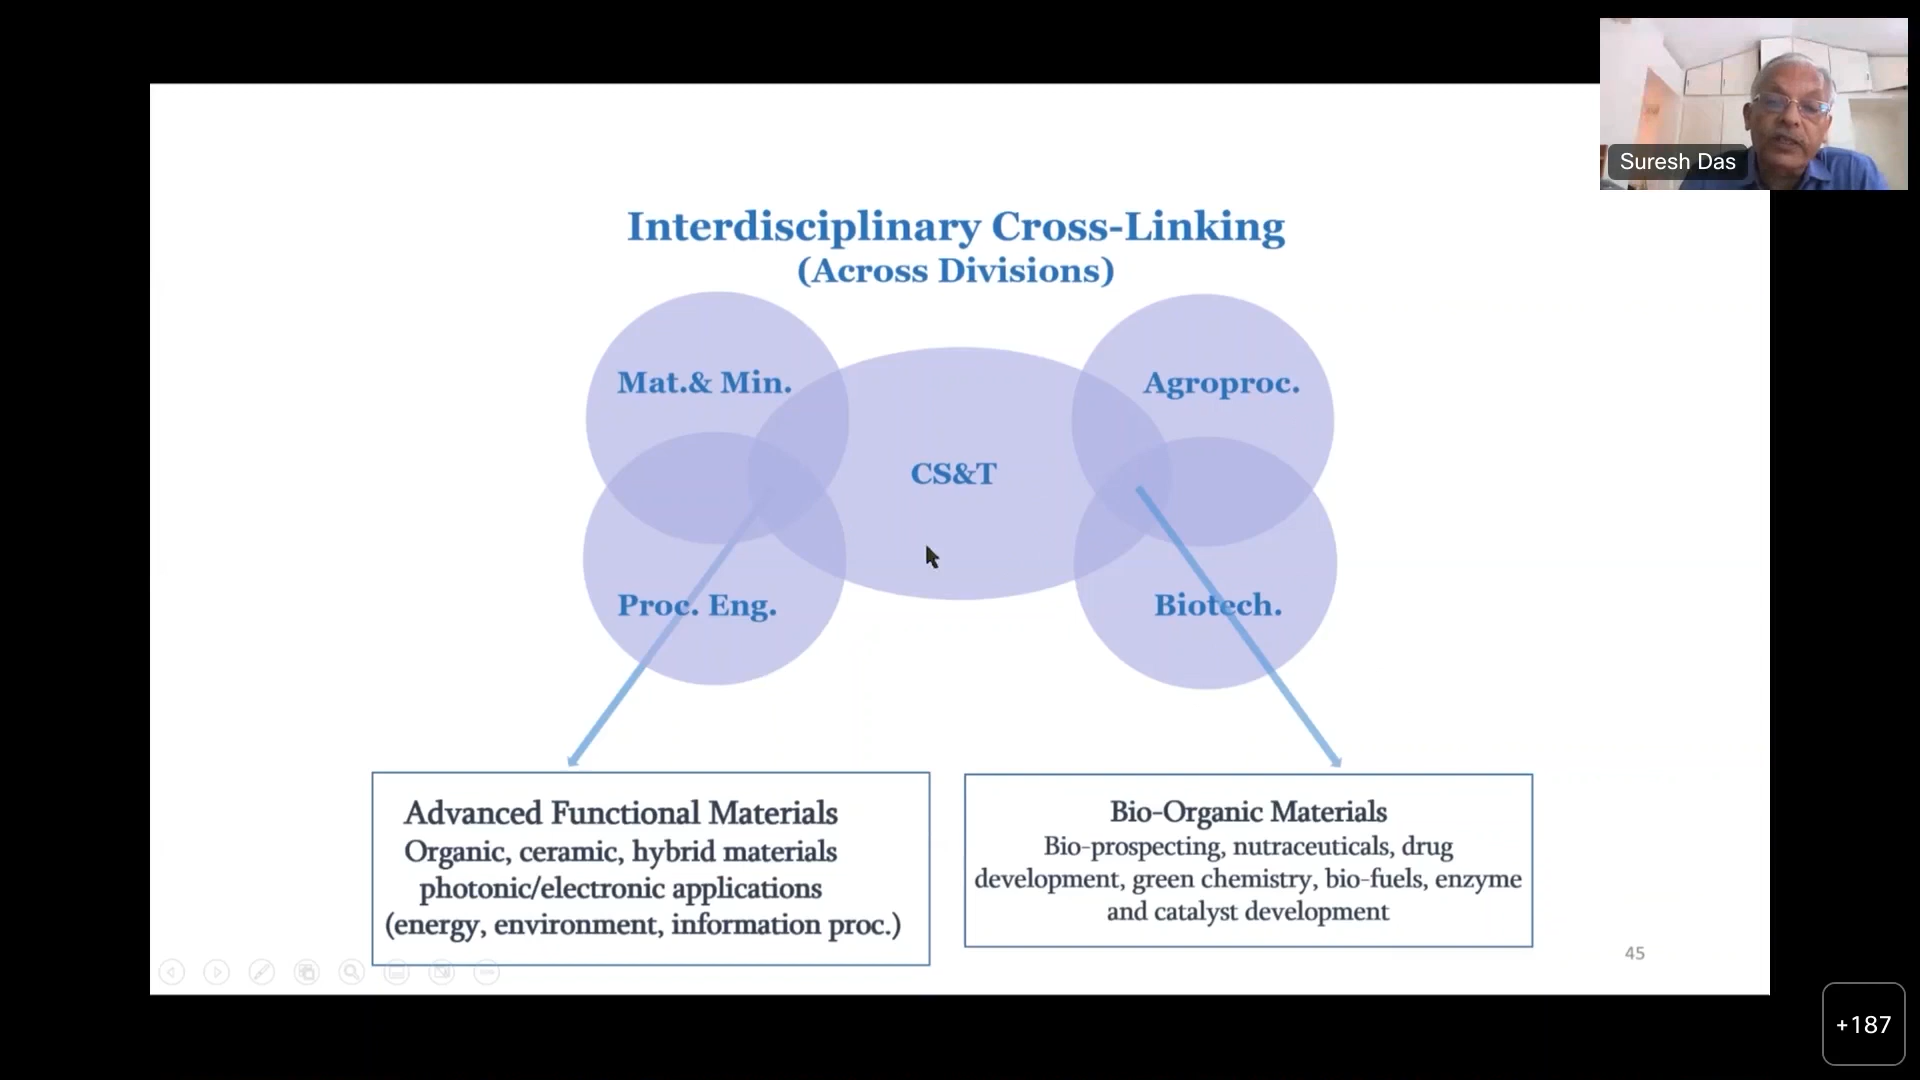 Suresh Das
Interdisciplinary Cross-Linking
(Across Divisions)
Mat.& Min.
Agroproc.
CS&T
Proc. Eng.
Biotech.
Advanced Functional Materials
Organic, ceramic, hybrid materials
photonic/electronic applications
(energy, environment, information proc.)
Bio-Organic Materials
Bio-prospecting, nutraceuticals, drug
development, green chemistry, bio-fuels, enzyme
and catalyst development
45
+187